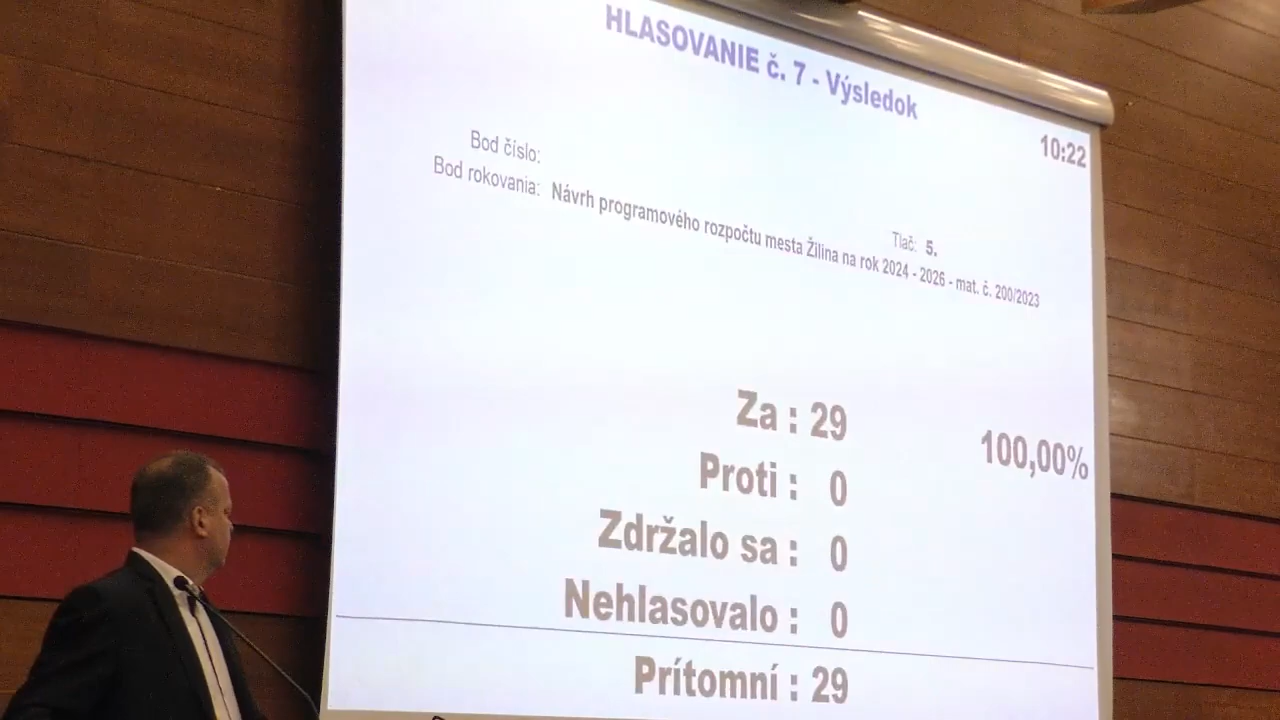 HLASOVANIE č. 7 - Výsledok
10:22
Bod číslo:
Tlač: 5.
Bod rokovania: Návrh programového rozpočtu mesta Žilina na rok 2024 - 2026 - mat. č. 200/2023
Za : 29 100,00%
Proti : 0
Zdržalo sa : 0
Nehlasovalo : 0
Prítomní : 29